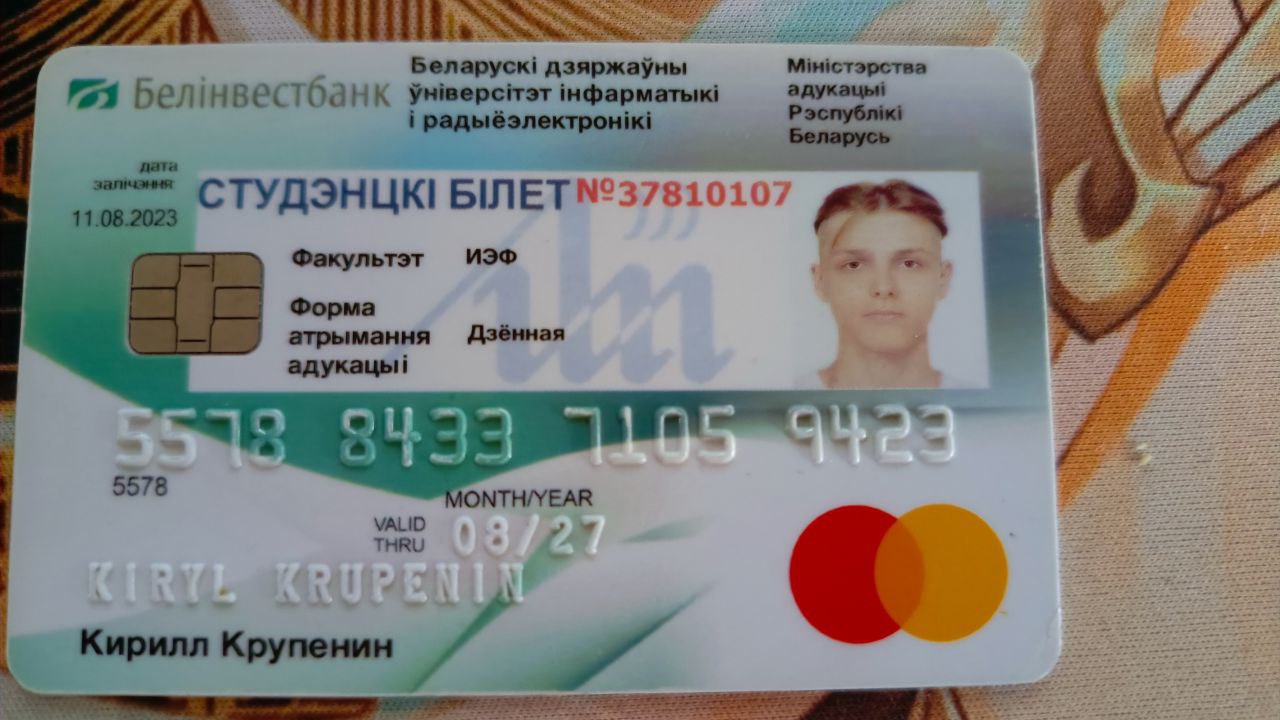 Белінвестбанк
Беларускі дзяржаўны
ўніверсітэт інфарматыкі
і радыёэлектронікі
Міністэрства
адукацыі
Рэспублікі
Беларусь
дата
залічэння:
11.08.2023
СТУДЭНЦКІ БІЛЕТ №37810107
Факультэт ИЭФ
Форма
атрымання Дзённая
адукацыі
5578 8433 7105 9423
5578
MONTH/YEAR
VALID
THRU 08/27
KIRYL KRUPENIN
Кирилл Крупенин